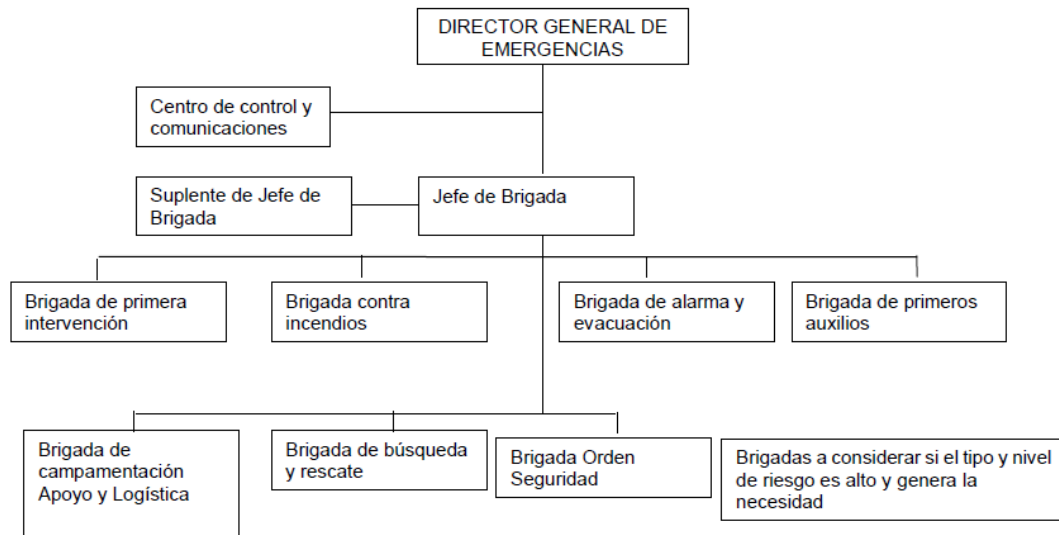 DIRECTOR GENERAL DE
EMERGENCIAS
Centro de control y
comunicaciones
Suplente de Jefe de
Brigada
Jefe de Brigada
Brigada de primera
intervención
Brigada contra
incendios
Brigada de alarma y
evacuación
Brigada de primeros
auxilios
Brigada de
campamentación
Apoyo y Logística
Brigada de búsqueda
y rescate
Brigada Orden
Seguridad
Brigadas a considerar si el tipo y nivel
de riesgo es alto y genera la
necesidad